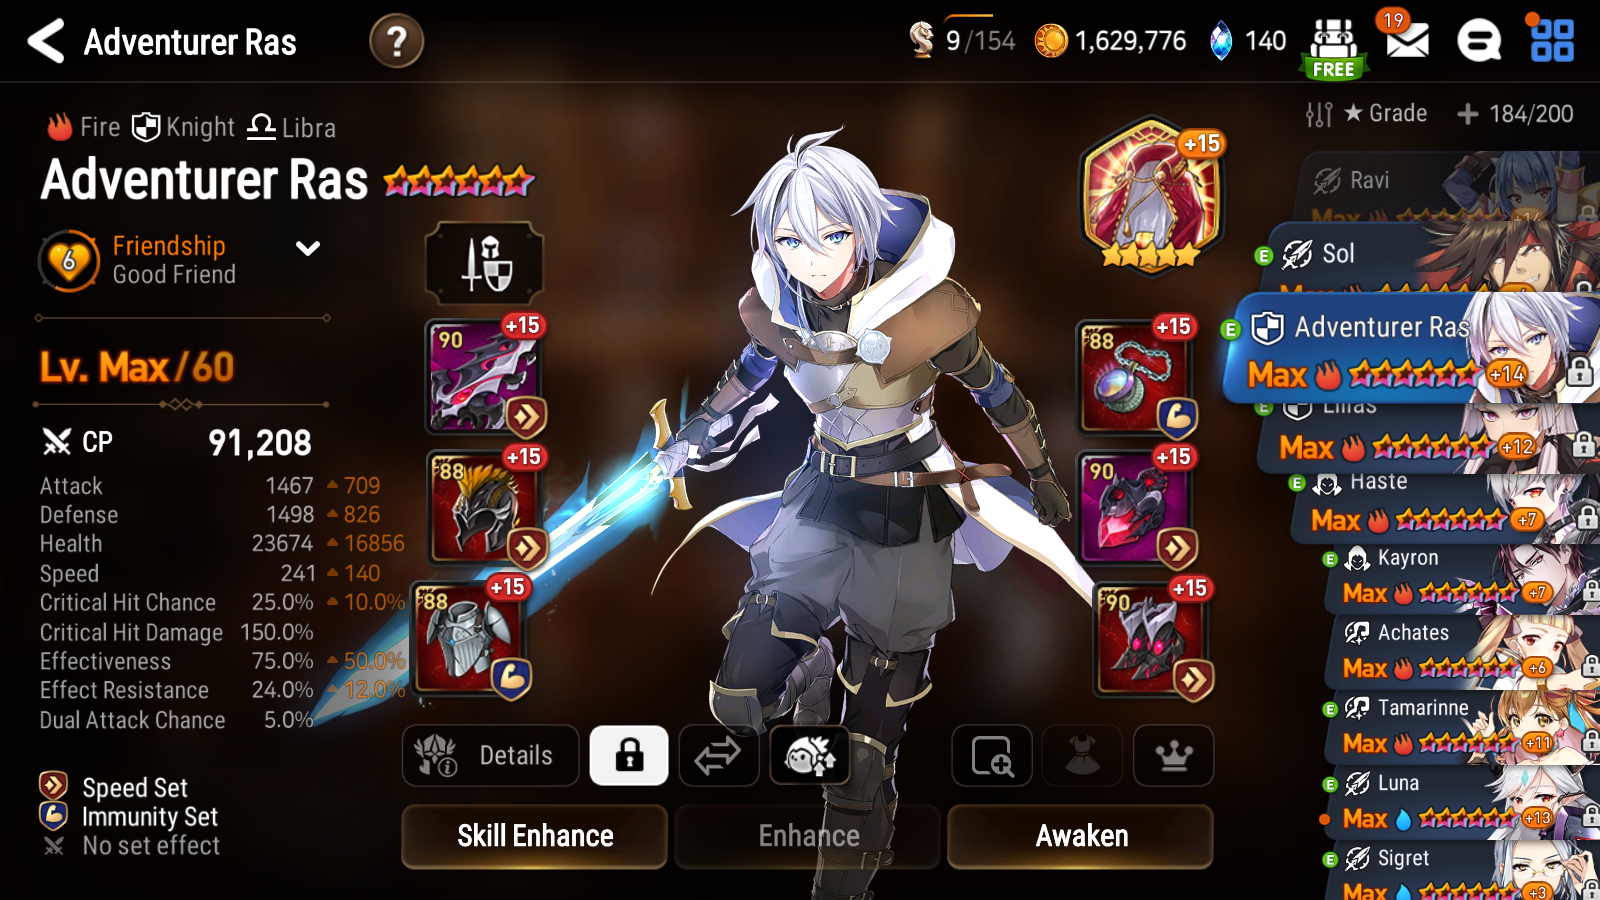 Adventurer Ras
?
9/154
1,629,776
140
FREE
19
Fire Knight Libra
Adventurer Ras
6
Friendship
Good Friend
Lv. Max/60
CP 91,208
Attack 1467 709
Defense 1498 826
Health 23674 16856
Speed 241 140
Critical Hit Chance 25.0% 10.0%
Critical Hit Damage 150.0%
Effectiveness 75.0% 50.0%
Effect Resistance 24.0% 12.0%
Dual Attack Chance 5.0%
Speed Set
Immunity Set
No set effect
90 +15
88 +15
88 +15
+15
88 +15
90 +15
90 +15
Details
Skill Enhance
Enhance
Awaken
Grade
184/200
Ravi
Max +14
E Sol
Max
E Adventurer Ras
Max +14
E Lilias
Max +12
E Haste
Max +7
E Kayron
Max +7
Achates
Max +6
E Tamarinne
Max +11
E Luna
Max +13
E Sigret
Max +3